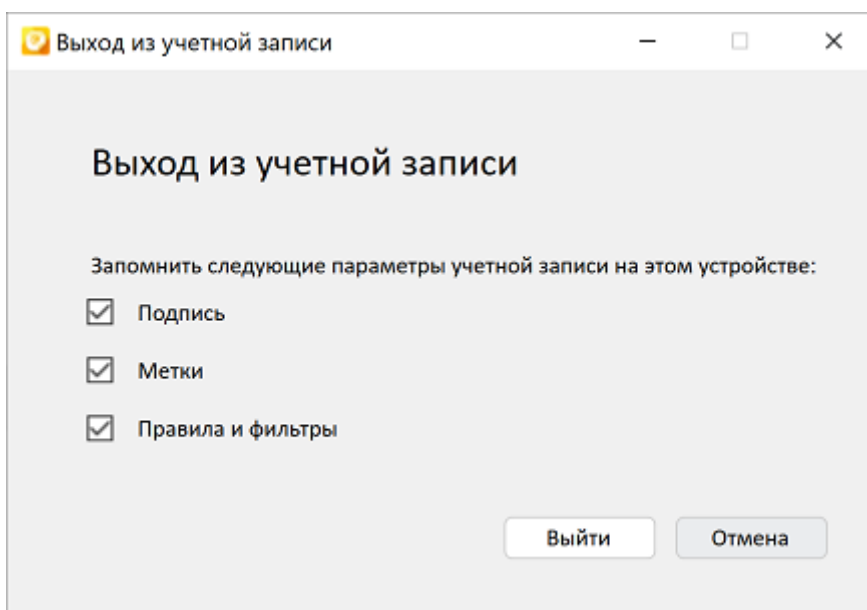 Выход из учетной записи
Выход из учетной записи
Запомнить следующие параметры учетной записи на этом устройстве:
Подпись
Метки
Правила и фильтры
Выйти Отмена